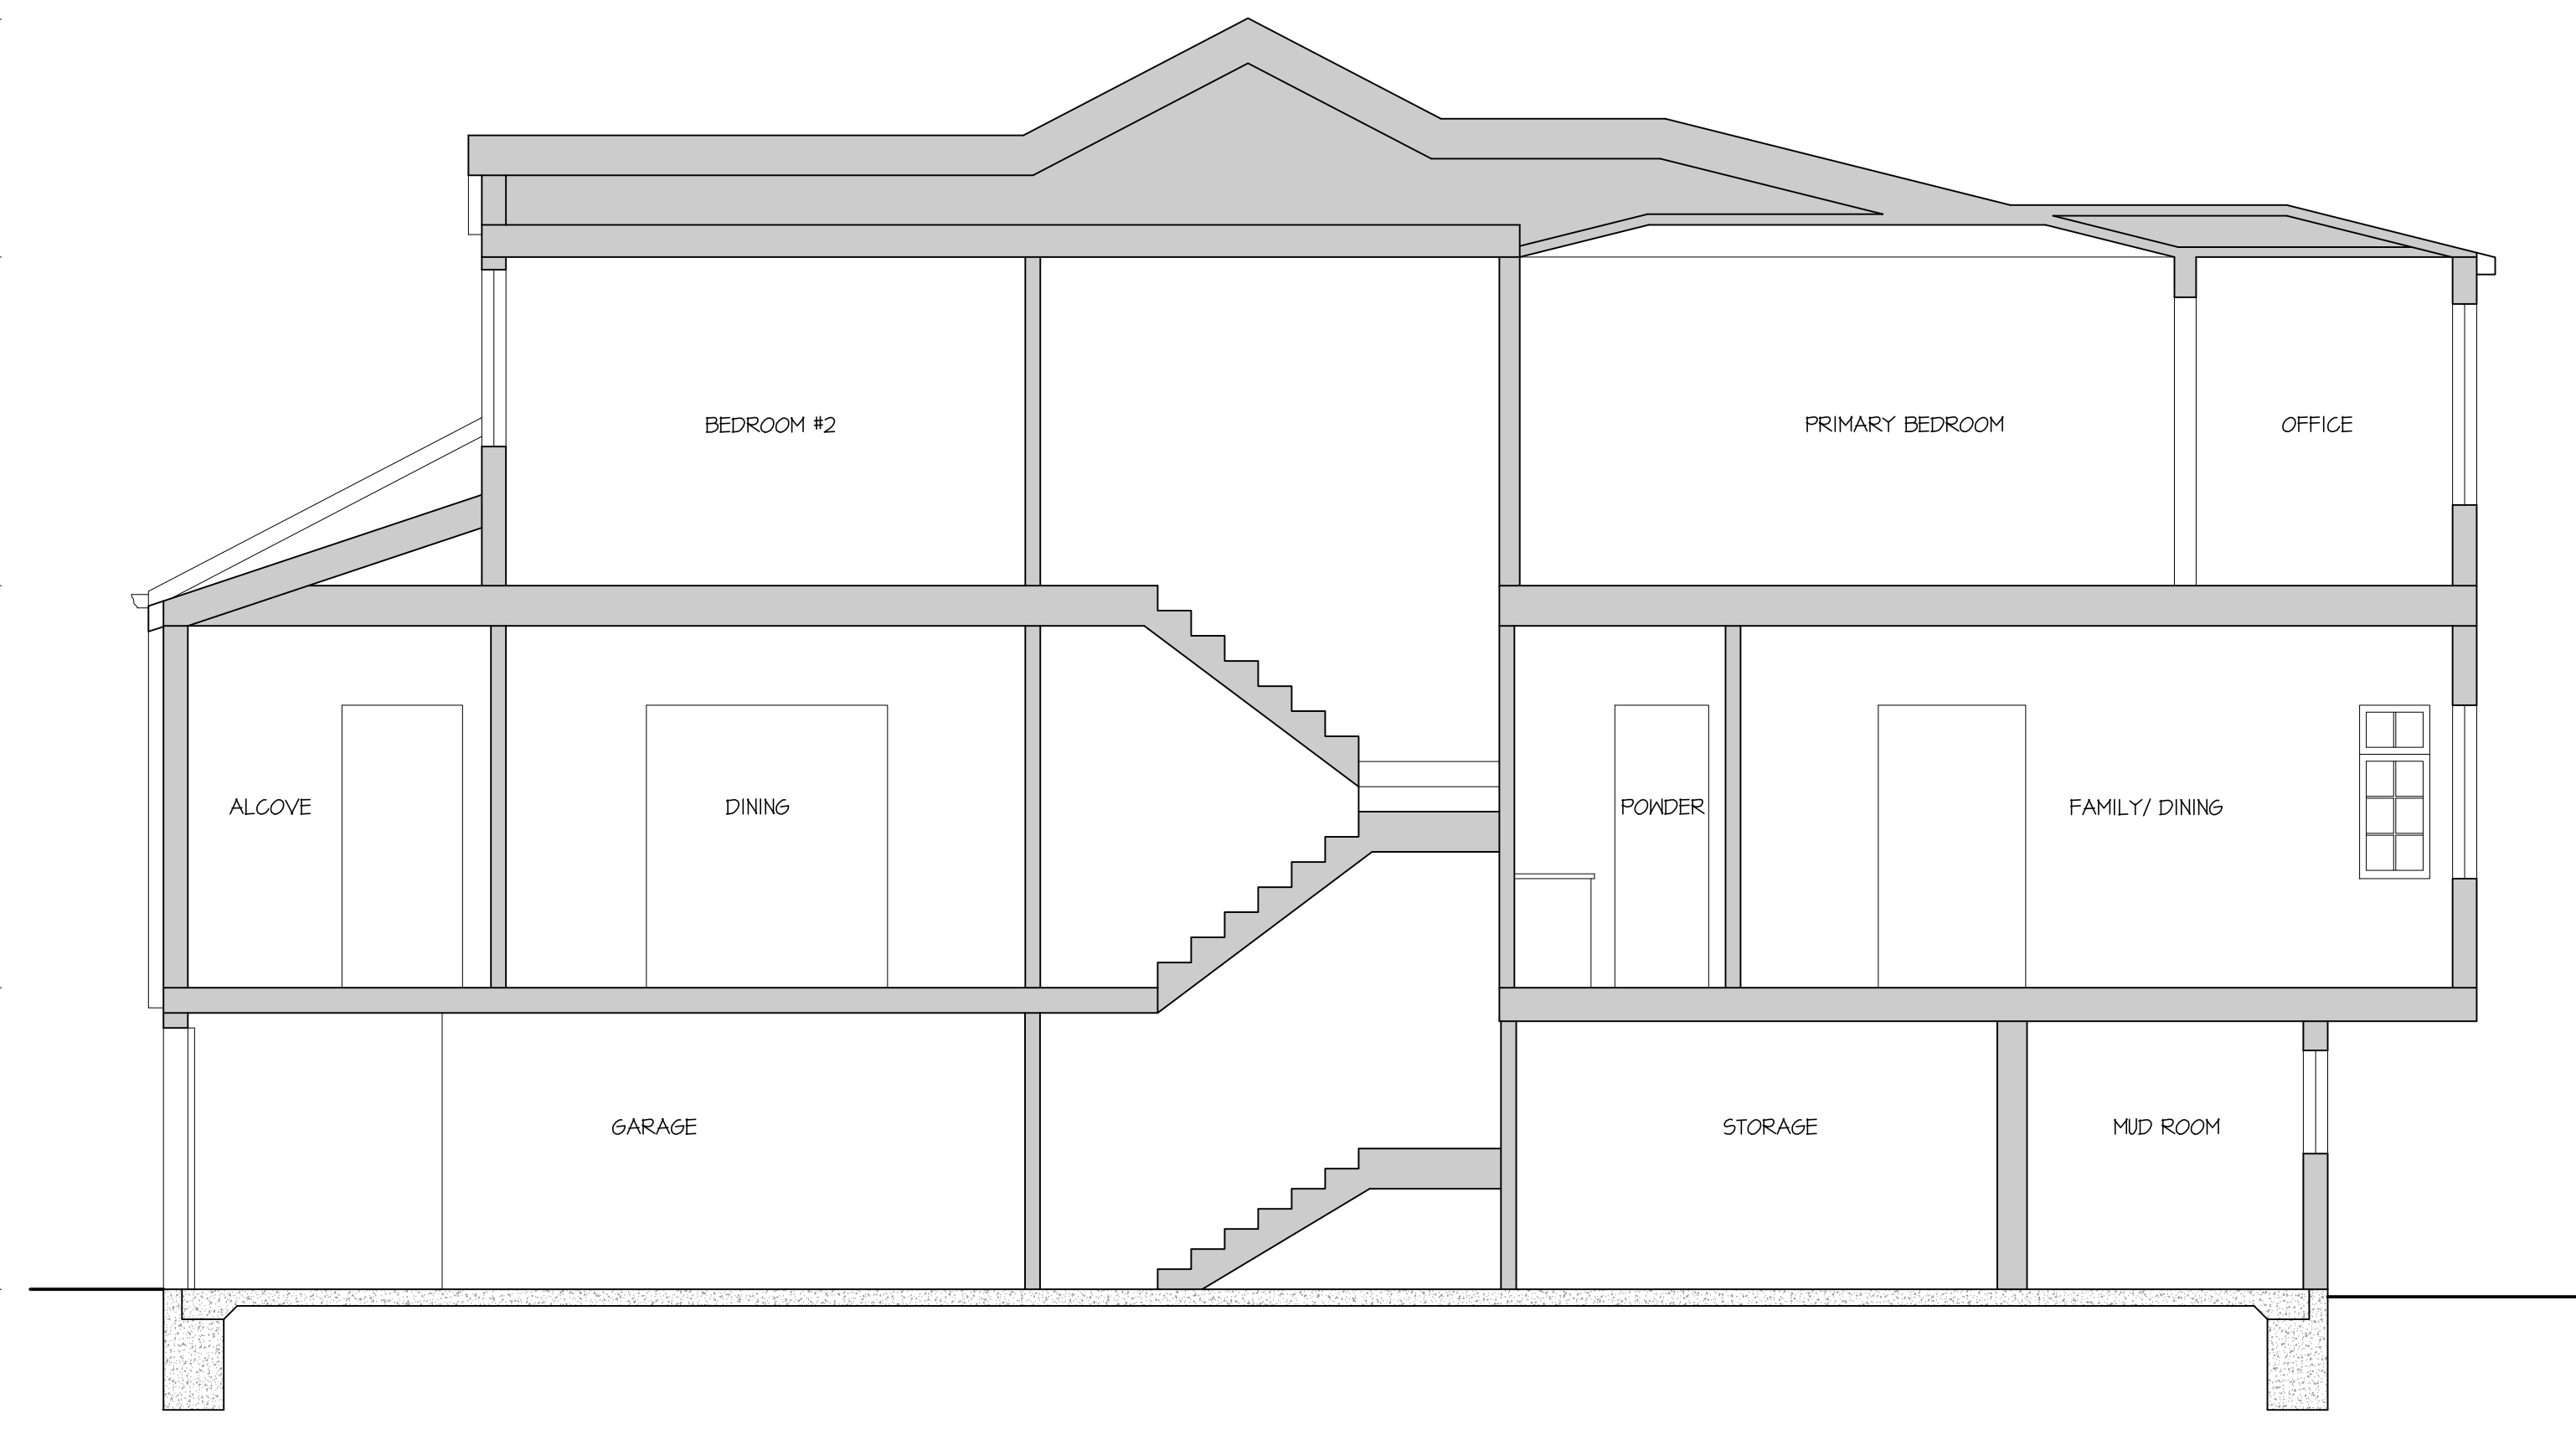 BEDROOM #2
PRIMARY BEDROOM
OFFICE
ALCOVE
DINING
POWDER
FAMILY/ DINING
GARAGE
STORAGE
MUD ROOM